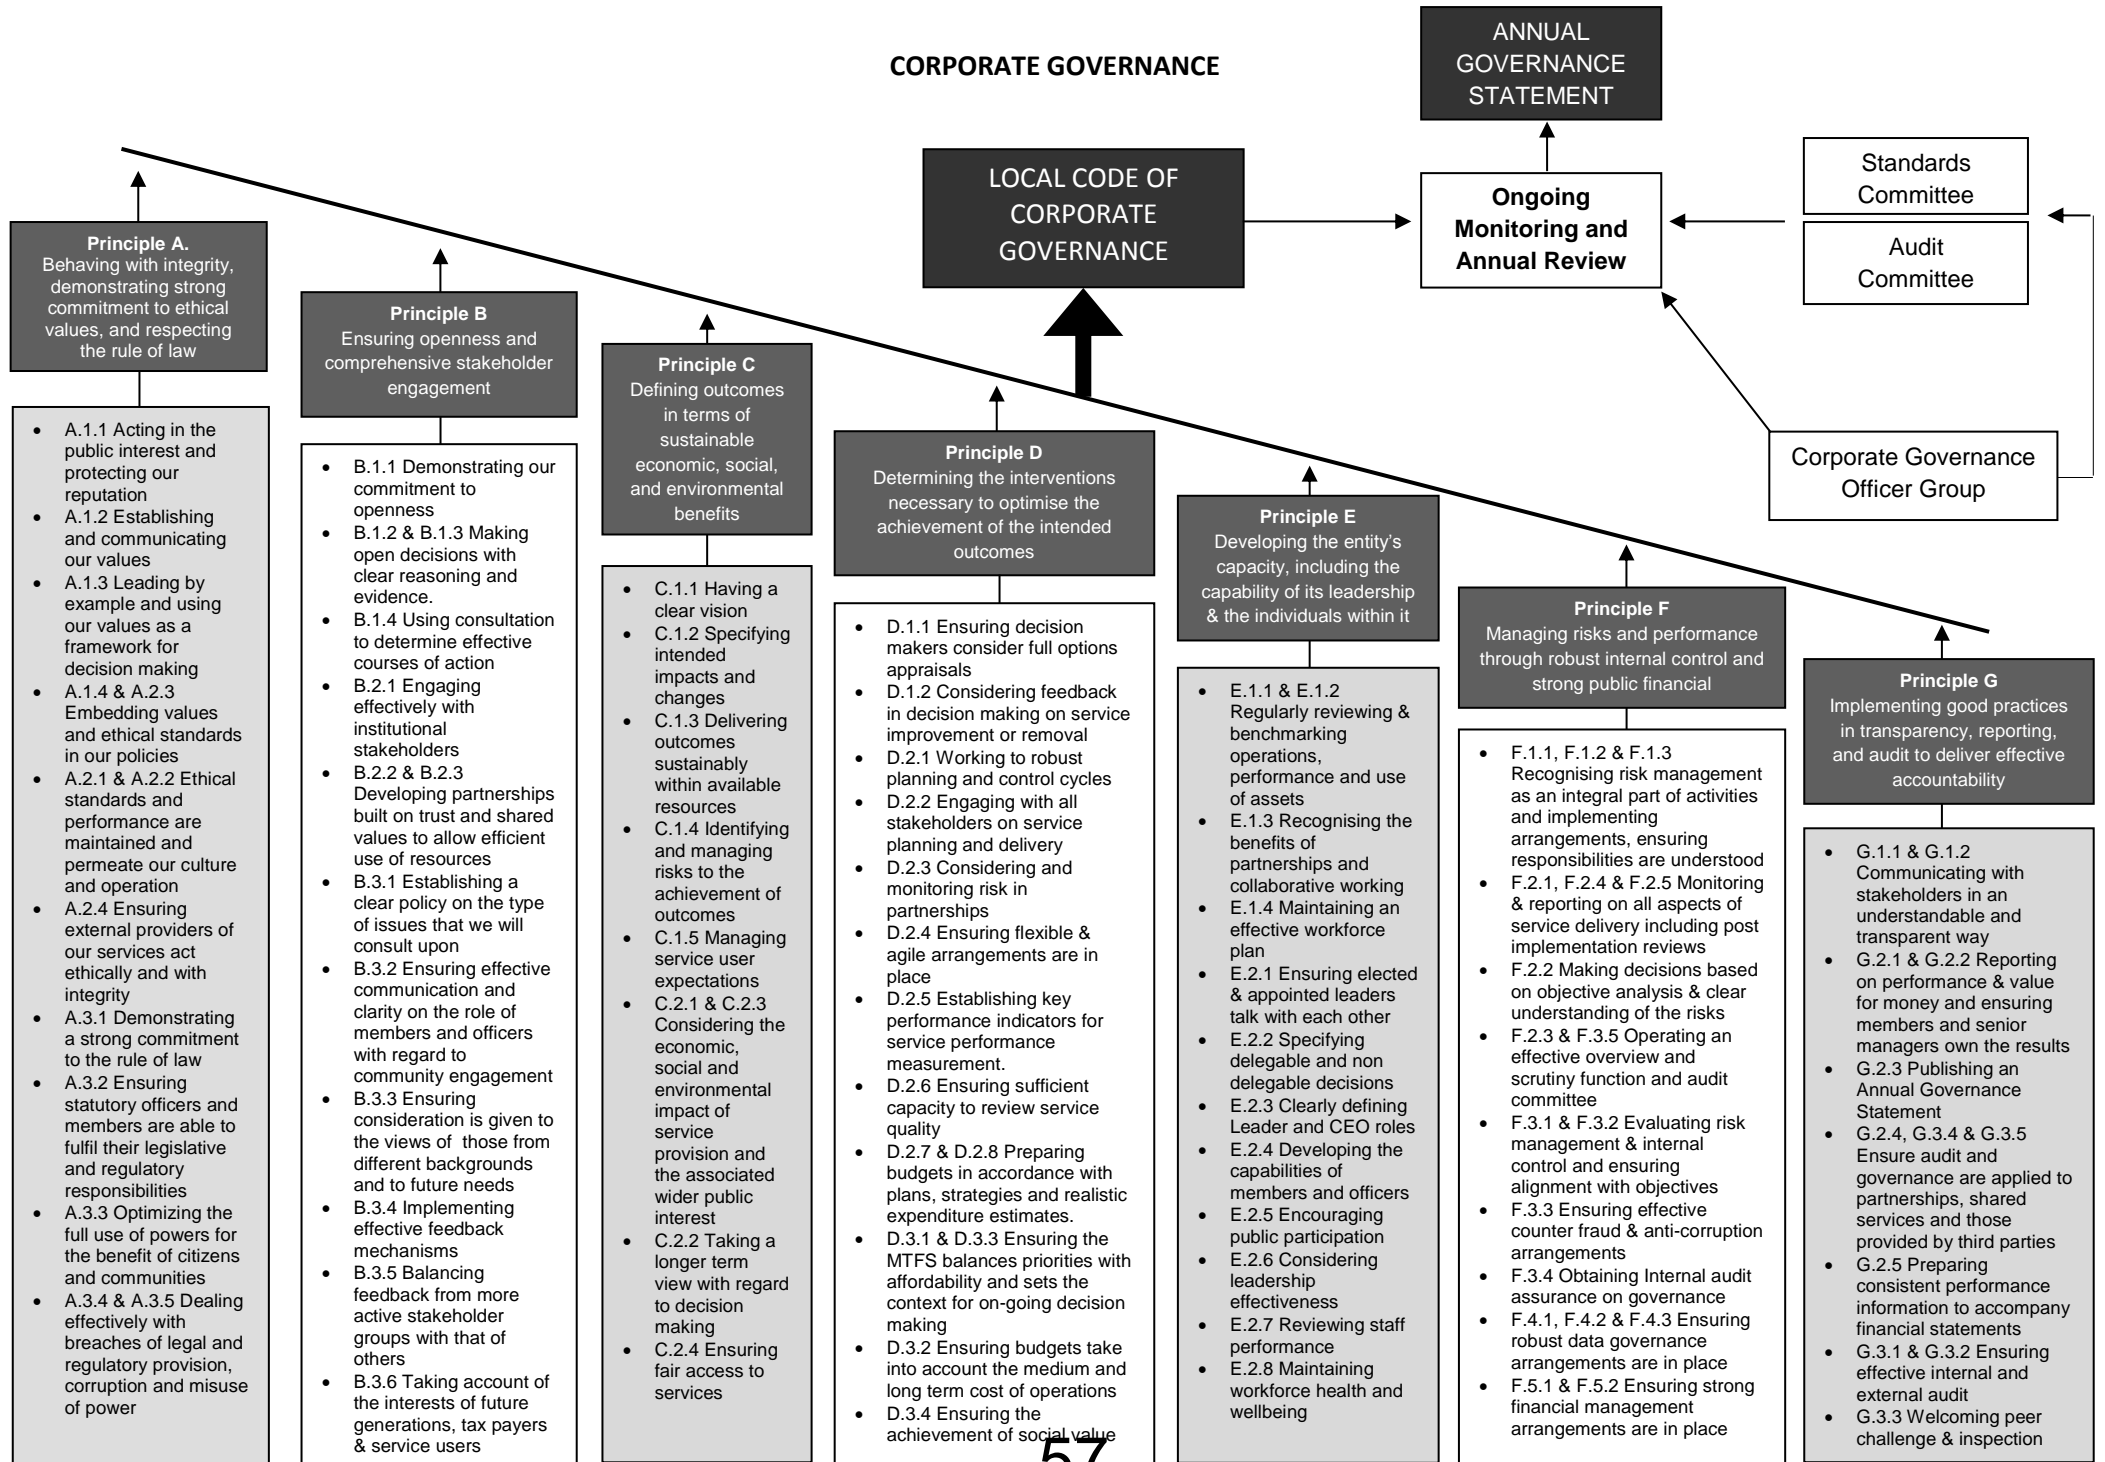 CORPORATE GOVERNANCE
ANNUAL
GOVERNANCE
STATEMENT
LOCAL CODE OF
CORPORATE
GOVERNANCE
Ongoing
Monitoring and
Annual Review
Standards
Committee
Audit
Committee
Corporate Governance
Officer Group
Principle A.
Behaving with integrity,
demonstrating strong
commitment to ethical
values, and respecting
the rule of law
• A.1.1 Acting in the
public interest and
protecting our
reputation
• A.1.2 Establishing
and communicating
our values
• A.1.3 Leading by
example and using
our values as a
framework for
decision making
• A.1.4 & A.2.3
Embedding values
and ethical standards
in our policies
• A.2.1 & A.2.2 Ethical
standards and
performance are
maintained and
permeate our culture
and operation
• A.2.4 Ensuring
external providers of
our services act
ethically and with
integrity
• A.3.1 Demonstrating
a strong commitment
to the rule of law
• A.3.2 Ensuring
statutory officers and
members are able to
fulfil their legislative
and regulatory
responsibilities
• A.3.3 Optimizing the
full use of powers for
the benefit of citizens
and communities
• A.3.4 & A.3.5 Dealing
effectively with
breaches of legal and
regulatory provision,
corruption and misuse
of power
Principle B
Ensuring openness and
comprehensive stakeholder
engagement
• B.1.1 Demonstrating our
commitment to
openness
• B.1.2 & B.1.3 Making
open decisions with
clear reasoning and
evidence.
• B.1.4 Using consultation
to determine effective
courses of action
• B.2.1 Engaging
effectively with
institutional
stakeholders
• B.2.2 & B.2.3
Developing partnerships
built on trust and shared
values to allow efficient
use of resources
• B.3.1 Establishing a
clear policy on the type
of issues that we will
consult upon
• B.3.2 Ensuring effective
communication and
clarity on the role of
members and officers
with regard to
community engagement
• B.3.3 Ensuring
consideration is given to
the views of those from
different backgrounds
and to future needs
• B.3.4 Implementing
effective feedback
mechanisms
• B.3.5 Balancing
feedback from more
active stakeholder
groups with that of
others
• B.3.6 Taking account of
the interests of future
generations, tax payers
& service users
Principle C
Defining outcomes
in terms of
sustainable
economic, social,
and environmental
benefits
• C.1.1 Having a
clear vision
• C.1.2 Specifying
intended
impacts and
changes
• C.1.3 Delivering
outcomes
sustainably
within available
resources
• C.1.4 Identifying
and managing
risks to the
achievement of
outcomes
• C.1.5 Managing
service user
expectations
• C.2.1 & C.2.3
Considering the
economic,
social and
environmental
impact of
service
provision and
the associated
wider public
interest
• C.2.2 Taking a
longer term
view with regard
to decision
making
• C.2.4 Ensuring
fair access to
services
Principle D
Determining the interventions
necessary to optimise the
achievement of the intended
outcomes
• D.1.1 Ensuring decision
makers consider full options
appraisals
• D.1.2 Considering feedback
in decision making on service
improvement or removal
• D.2.1 Working to robust
planning and control cycles
• D.2.2 Engaging with all
stakeholders on service
planning and delivery
• D.2.3 Considering and
monitoring risk in
partnerships
• D.2.4 Ensuring flexible &
agile arrangements are in
place
• D.2.5 Establishing key
performance indicators for
service performance
measurement.
• D.2.6 Ensuring sufficient
capacity to review service
quality
• D.2.7 & D.2.8 Preparing
budgets in accordance with
plans, strategies and realistic
expenditure estimates.
• D.3.1 & D.3.3 Ensuring the
MTFS balances priorities with
affordability and sets the
context for on-going decision
making
• D.3.2 Ensuring budgets take
into account the medium and
long term cost of operations
• D.3.4 Ensuring the
achievement of social value
Principle E
Developing the entity’s
capacity, including the
capability of its leadership
& the individuals within it
• E.1.1 & E.1.2
Regularly reviewing &
benchmarking
operations,
performance and use
of assets
• E.1.3 Recognising the
benefits of
partnerships and
collaborative working
• E.1.4 Maintaining an
effective workforce
plan
• E.2.1 Ensuring elected
& appointed leaders
talk with each other
• E.2.2 Specifying
delegable and non
delegable decisions
• E.2.3 Clearly defining
Leader and CEO roles
• E.2.4 Developing the
capabilities of
members and officers
• E.2.5 Encouraging
public participation
• E.2.6 Considering
leadership
effectiveness
• E.2.7 Reviewing staff
performance
• E.2.8 Maintaining
workforce health and
wellbeing
Principle F
Managing risks and performance
through robust internal control and
strong public financial
• F.1.1, F.1.2 & F.1.3
Recognising risk management
as an integral part of activities
and implementing
arrangements, ensuring
responsibilities are understood
• F.2.1, F.2.4 & F.2.5 Monitoring
& reporting on all aspects of
service delivery including post
implementation reviews
• F.2.2 Making decisions based
on objective analysis & clear
understanding of the risks
• F.2.3 & F.3.5 Operating an
effective overview and
scrutiny function and audit
committee
• F.3.1 & F.3.2 Evaluating risk
management & internal
control and ensuring
alignment with objectives
• F.3.3 Ensuring effective
counter fraud & anti-corruption
arrangements
• F.3.4 Obtaining Internal audit
assurance on governance
• F.4.1, F.4.2 & F.4.3 Ensuring
robust data governance
arrangements are in place
• F.5.1 & F.5.2 Ensuring strong
financial management
arrangements are in place
Principle G
Implementing good practices
in transparency, reporting,
and audit to deliver effective
accountability
• G.1.1 & G.1.2
Communicating with
stakeholders in an
understandable and
transparent way
• G.2.1 & G.2.2 Reporting
on performance & value
for money and ensuring
members and senior
managers own the results
• G.2.3 Publishing an
Annual Governance
Statement
• G.2.4, G.3.4 & G.3.5
Ensure audit and
governance are applied to
partnerships, shared
services and those
provided by third parties
• G.2.5 Preparing
consistent performance
information to accompany
financial statements
• G.3.1 & G.3.2 Ensuring
effective internal and
external audit
• G.3.3 Welcoming peer
challenge & inspection
57